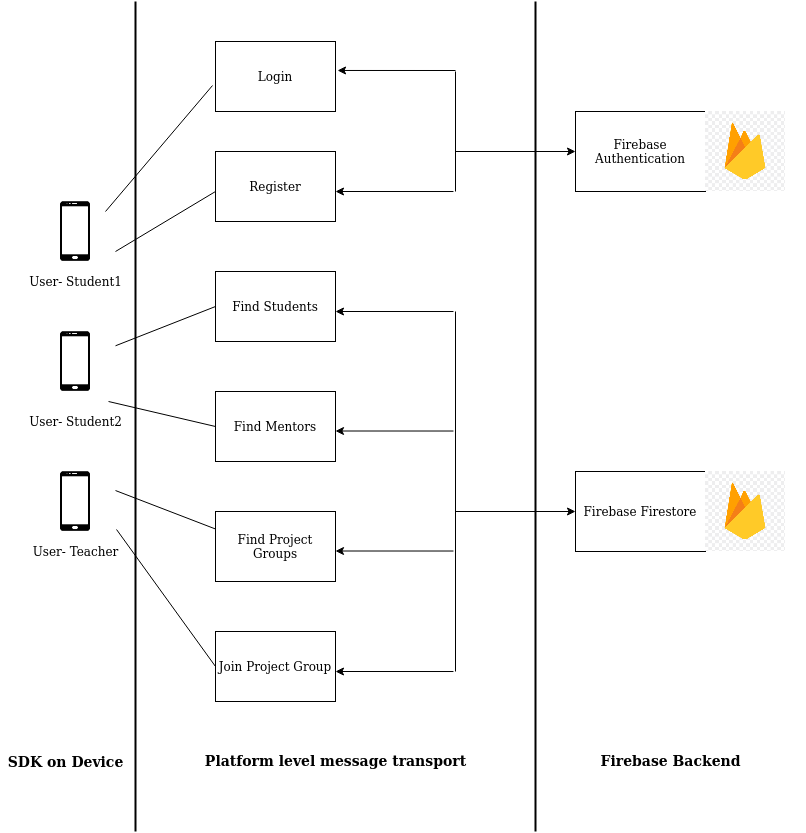 Login
Firebase
Authentication
Register
User- Student1
Find Students
User- Student2
Find Mentors
Firebase Firestore
Find Project
Groups
User- Teacher
Join Project Group
SDK on Device
Platform level message transport
Firebase Backend